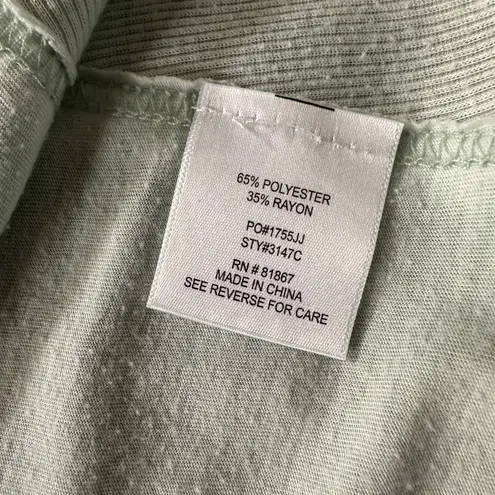 65% POLYESTER
35% RAYON
PO#1755JJ
STY#3147C
RN # 81867
MADE IN CHINA
SEE REVERSE FOR CARE